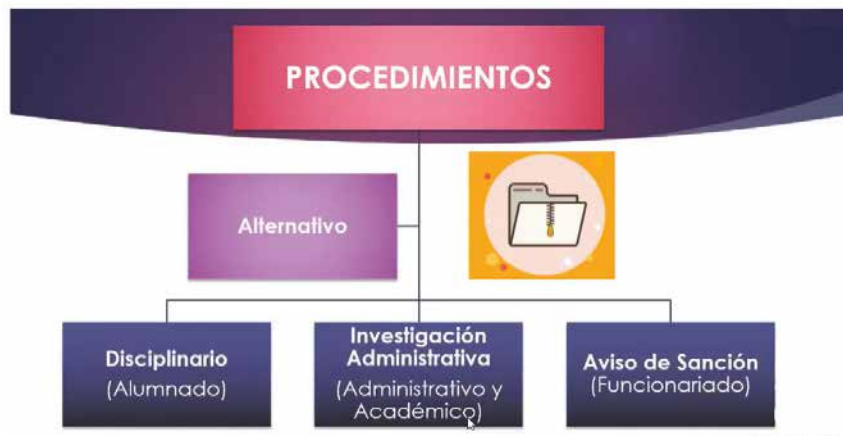 PROCEDIMIENTOS
Alternativo
Disciplinario
(Alumnado)
Investigación
Administrativa
(Administrativo y
Académico)
Aviso de Sanción
(Funcionariado)